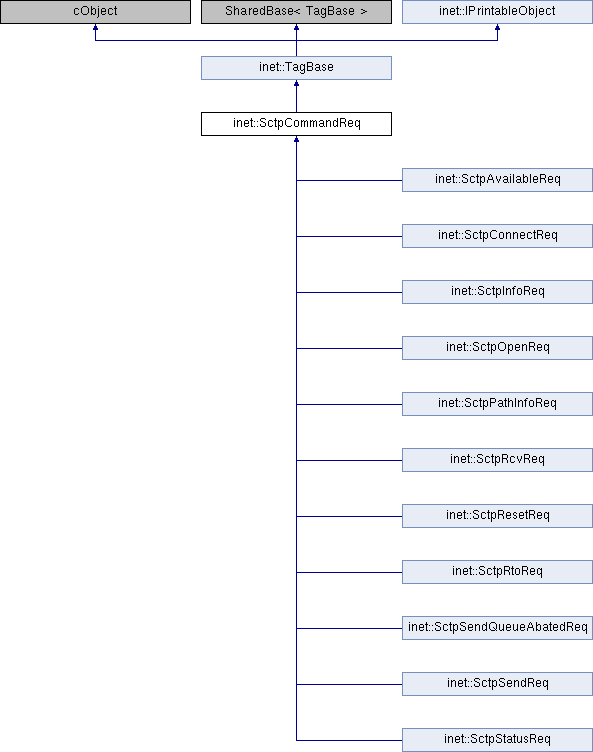 cObject
SharedBase< TagBase >
inet::IPrintableObject
inet::TagBase
inet::SctpCommandReq
inet::SctpAvailableReq
inet::SctpConnectReq
inet::SctpInfoReq
inet::SctpOpenReq
inet::SctpPathInfoReq
inet::SctpRcvReq
inet::SctpResetReq
inet::SctpRtoReq
inet::SctpSendQueueAbatedReq
inet::SctpSendReq
inet::SctpStatusReq